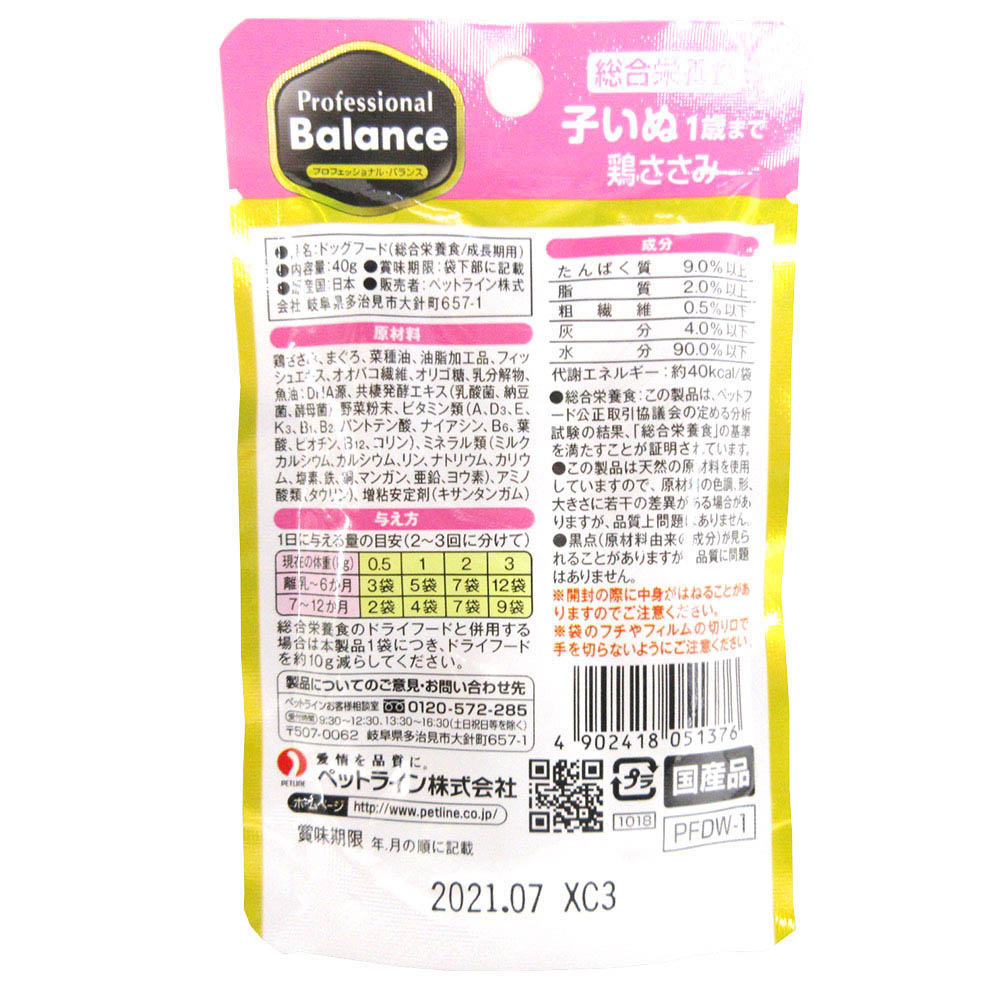 Professional
Balance
プロフェッショナル・バランス
総合栄養食
子いぬ 1歳まで
鶏ささみ
名:ドッグフード(総合栄養食/成長期用)
●内容量:40g ●賞味期限:袋下部に記載
産国:日本 ●販売者:ペットライン株式
会社 岐阜県多治見市大針町657-1
原材料
鶏ささみ、まぐろ、菜種油、油脂加工品、フィッ
シュエキス、オオバコ繊維、オリゴ糖、乳分解物、
魚油:DHA源、共棲発酵エキス(乳酸菌、納豆
菌、酵母菌)、野菜粉末、ビタミン類(A、D3、E、
K3、B1、B2、パントテン酸、ナイアシン、B6、葉
酸、ビオチン、B12、コリン)、ミネラル類(ミルク
カルシウム、カルシウム、リン、ナトリウム、カリウ
ム、塩素、鉄、銅、マンガン、亜鉛、ヨウ素)、アミノ
酸類(タウリン)、増粘安定剤(キサンタンガム)
与え方
1日に与える量の目安(2〜3回に分けて)
現在の体重(kg) 0.5 1 2 3
離乳〜6か月 3袋 5袋 7袋 12袋
7〜12か月 2袋 4袋 7袋 9袋
総合栄養食のドライフードと併用する
場合は本製品1袋につき、ドライフード
を約10g減らしてください。
製品についてのご意見・お問い合わせ先
ペットラインお客様相談室 0120-572-285
受付時間 9:30〜12:30、13:30〜16:30(土日祝日等を除く)
〒507-0062 岐阜県多治見市大針町657-1
PETLINE
愛情を品質に。
ペットライン株式会社
ホームページ http://www.petline.co.jp/
賞味期限 年.月の順に記載
成分
たんぱく質 9.0%以上
脂質 2.0%以上
粗繊維 0.5%以下
灰分 4.0%以下
水分 90.0%以下
代謝エネルギー:約40kcal/袋
●総合栄養食:この製品は、ペットフ
ード公正取引協議会の定める分析
試験の結果、「総合栄養食」の基準
を満たすことが証明されています。
●この製品は天然の原材料を使用
していますので、原材料の色調、形、
大きさに若干の差異がある場合があ
りますが、品質上問題はありません。
●黒点(原材料由来の成分)が見ら
れることがありますが、品質に問題
はありません。
※開封の際に中身がはねることがあ
りますのでご注意ください。
※袋のフチやフィルムの切り口で
手を切らないようにご注意ください。
4 902418 051376
プラ
国産品
1018
PFDW-1
2021.07 XC3